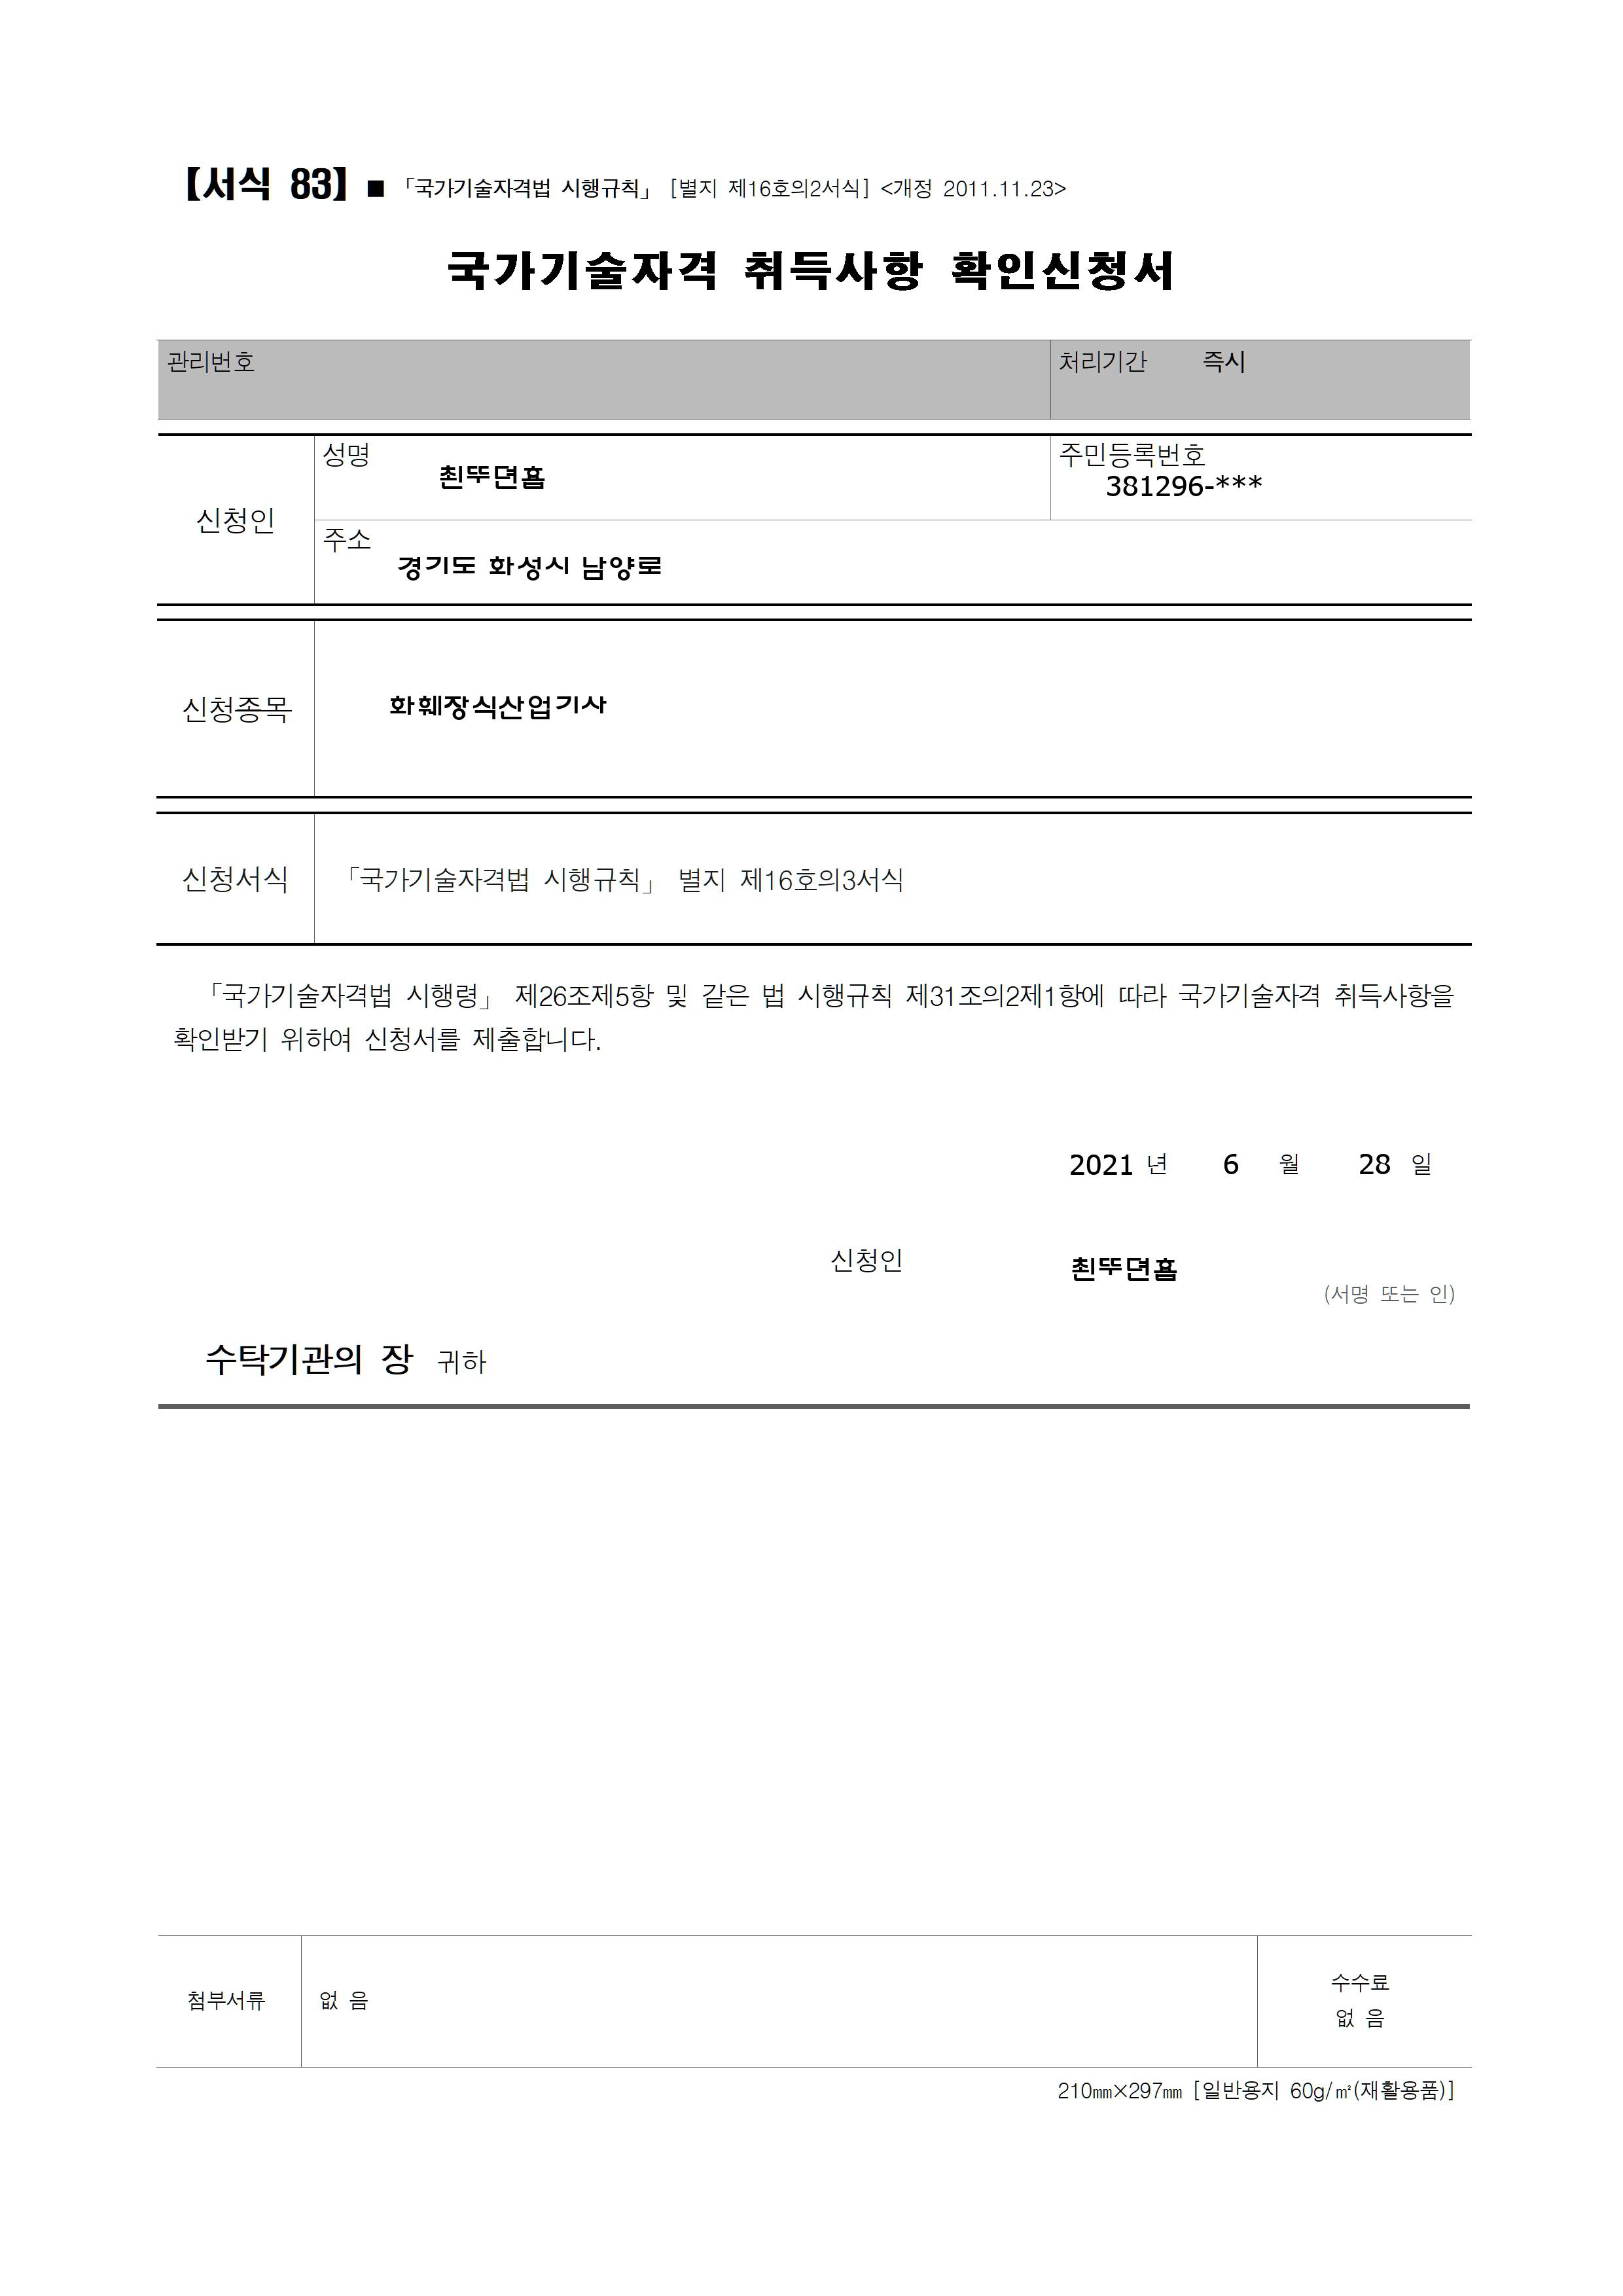 【서식 83】 ■ 「국가기술자격법 시행규칙」 [별지 제16호의2서식] <개정 2011.11.23>
국가기술자격 취득사항 확인신청서
관리번호 처리기간 즉시
성명 주민등록번호
최뚜뎐홉 381296-***
신청인
주소
경기도 화성시 남양로
신청종목 화훼장식산업기사
신청서식 「국가기술자격법 시행규칙」 별지 제16호의3서식
「국가기술자격법 시행령」 제26조제5항 및 같은 법 시행규칙 제31조의2제1항에 따라 국가기술자격 취득사항을
확인받기 위하여 신청서를 제출합니다.
2021 년 6 월 28 일
신청인 최뚜뎐홉
(서명 또는 인)
수탁기관의 장 귀하
첨부서류 없 음 수수료
없 음
210㎜×297㎜ [일반용지 60g/㎡(재활용품)]